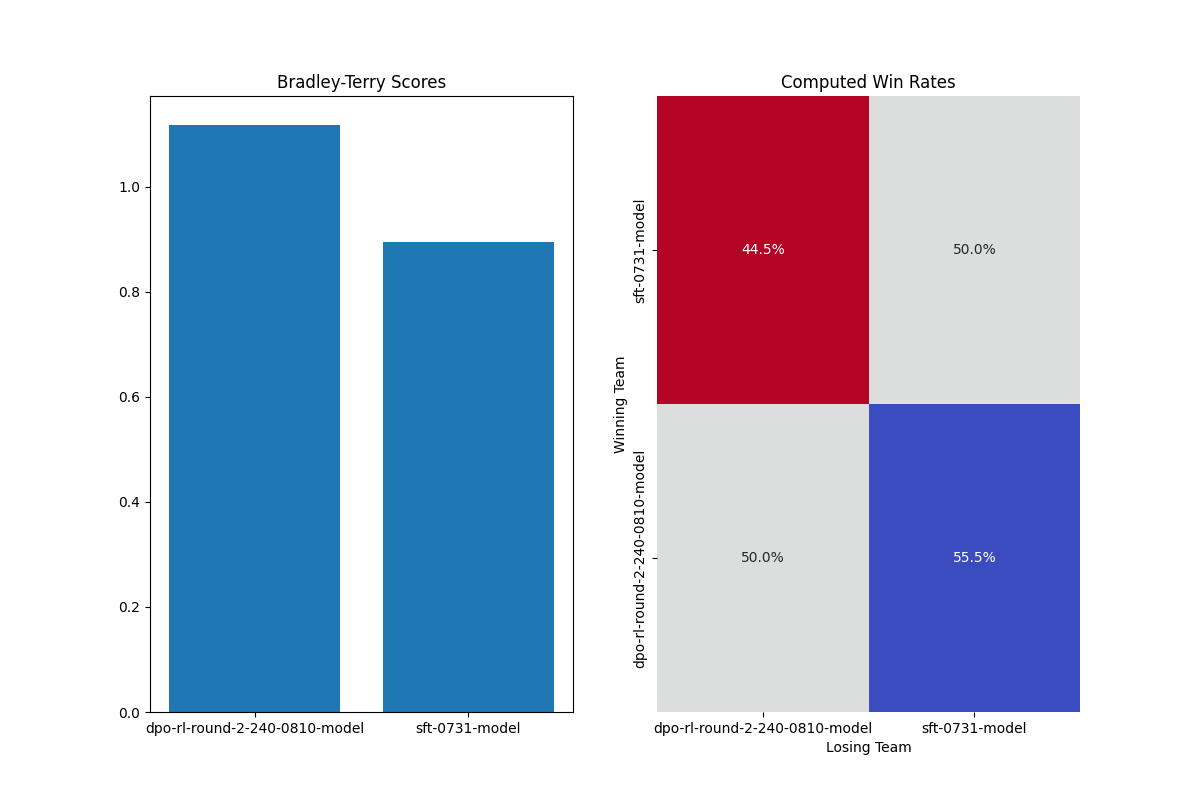 Bradley-Terry Scores
1.0
0.8
0.6
0.4
0.2
0.0
dpo-rl-round-2-240-0810-model
sft-0731-model
Computed Win Rates
Winning Team
sft-0731-model
dpo-rl-round-2-240-0810-model
44.5%
50.0%
50.0%
55.5%
dpo-rl-round-2-240-0810-model
sft-0731-model
Losing Team